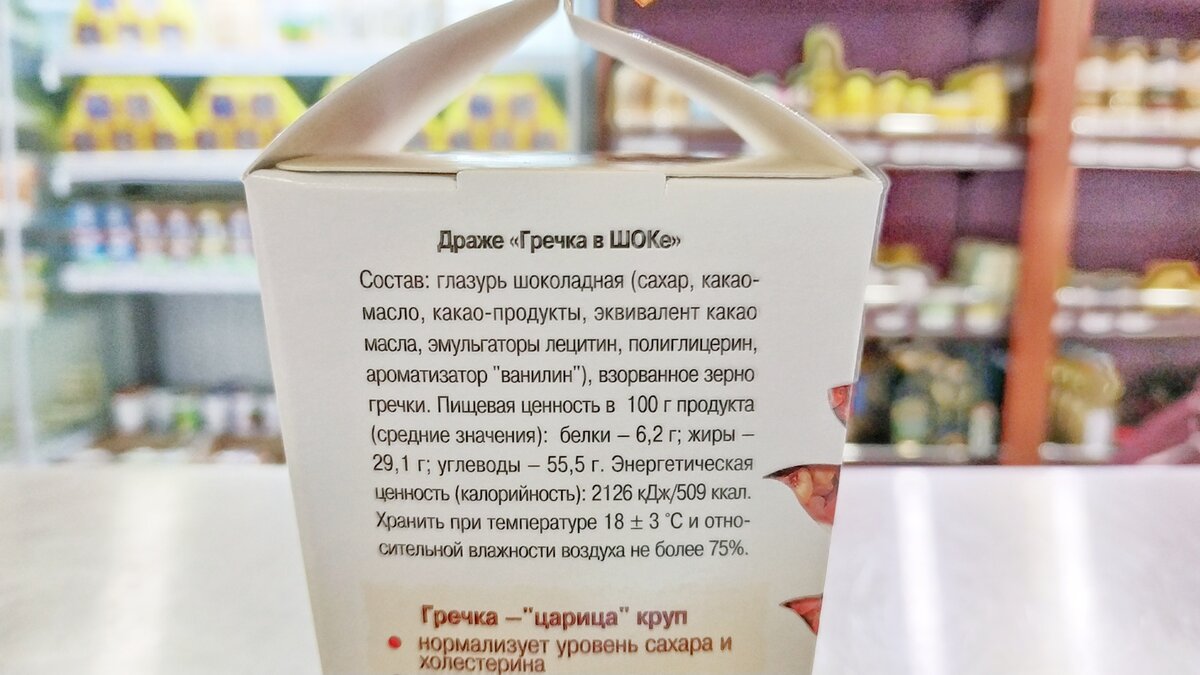 Драже «Гречка в ШОКе»
Состав: глазурь шоколадная (сахар, какао-
масло, какао-продукты, эквивалент какао
масла, эмульгаторы лецитин, полиглицерин,
ароматизатор "ванилин"), взорванное зерно
гречки. Пищевая ценность в 100 г продукта
(средние значения): белки – 6,2 г; жиры –
29,1 г; углеводы – 55,5 г. Энергетическая
ценность (калорийность): 2126 кДж/509 ккал.
Хранить при температуре 18 ± 3 °С и отно-
сительной влажности воздуха не более 75%.
Гречка –"царица" круп
• нормализует уровень сахара и
холестерина